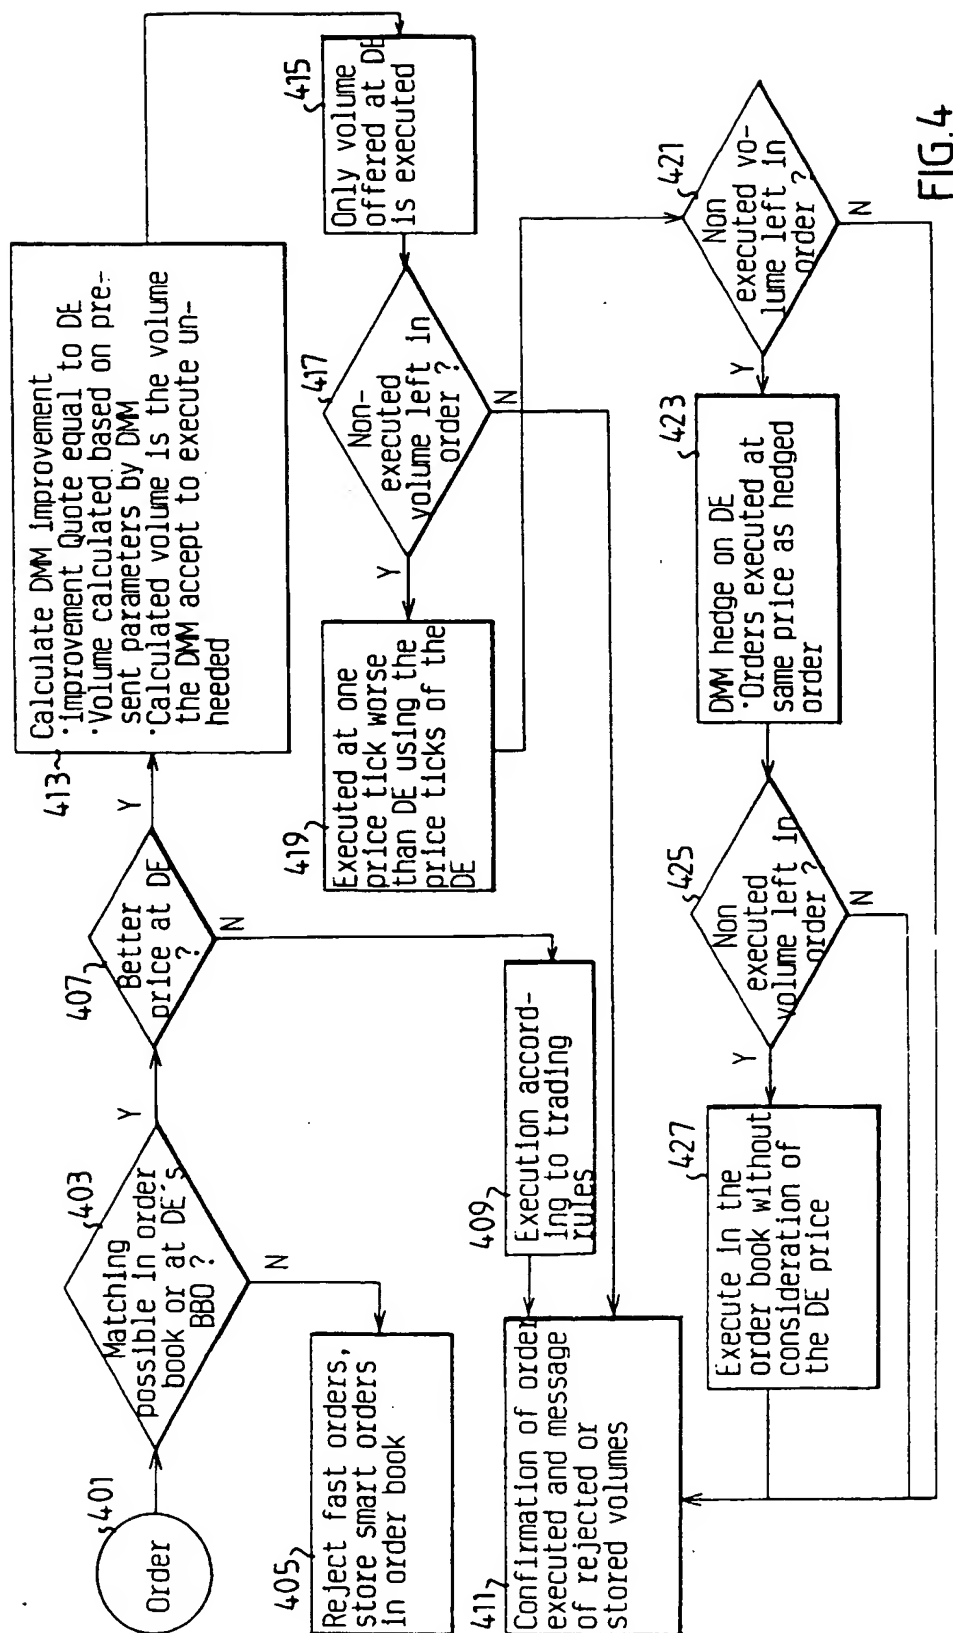 401
Order
403
Matching
possible in order
book or at DE´s
BBO ?
Y
N
405
Reject fast orders,
store smart orders
in order book
407
Better
price at DE
?
Y
N
409
Execution accord-
ing to trading
rules
411
Confirmation of order
executed and message
of rejected or
stored volumes
413
Calculate DMM improvement
·improvement Quote equal to DE
·Volume calculated based on pre-
sent parameters by DMM
·Calculated volume is the volume
the DMM accept to execute un-
heeded
415
Only volume
offered at DE
is executed
417
Non-
executed
volume left in
order ?
Y
N
419
Executed at one
price tick worse
than DE using the
price ticks of the
DE
421
Non
executed vo-
lume left in
order ?
Y
N
423
DMM hedge on DE
·Orders executed at
same price as hedged
order
425
Non
executed
volume left in
order ?
Y
N
427
Execute in the
order book without
consideration of
the DE price
FIG.4